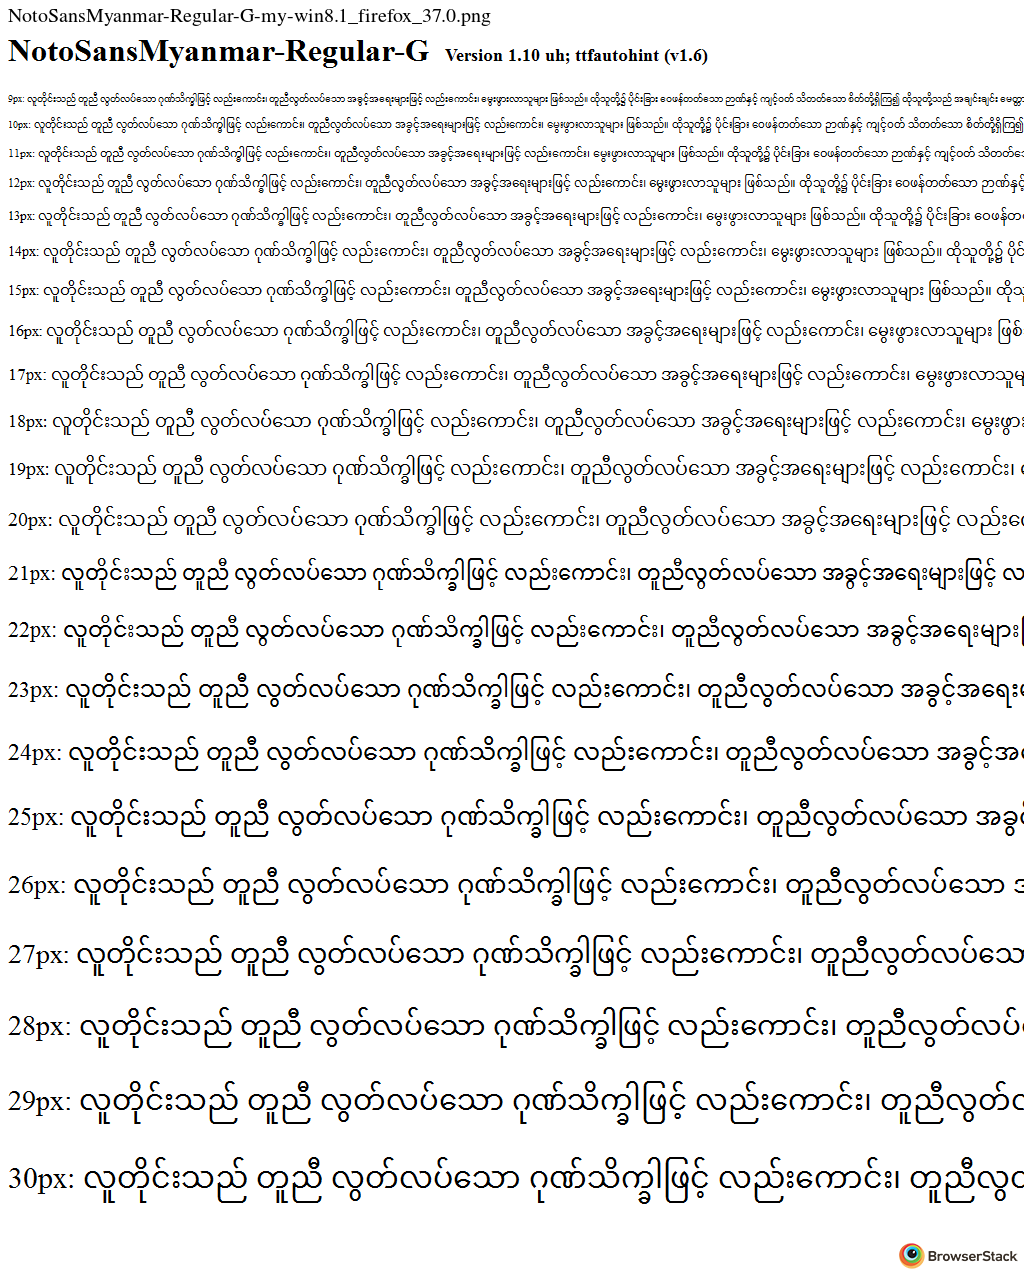 NotoSansMyanmar-Regular-G-my-win8.1_firefox_37.0.png
NotoSansMyanmar-Regular-G Version 1.10 uh; ttfautohint (v1.6)
9px: လူတိုင်းသည် တူညီ လွတ်လပ်သော ဂုဏ်သိက္ခါဖြင့် လည်းကောင်း၊ တူညီလွတ်လပ်သော အခွင့်အရေးများဖြင့် လည်းကောင်း၊ မွေးဖွားလာသူများ ဖြစ်သည်။ ထိုသူတို့၌ ပိုင်းခြား ဝေဖန်တတ်သော ဉာဏ်နှင့် ကျင့်ဝတ် သိတတ်သော စိတ်တို့ရှိကြ၍ ထိုသူတို့သည် အချင်းချင်း မေတ္တာ
10px: လူတိုင်းသည် တူညီ လွတ်လပ်သော ဂုဏ်သိက္ခါဖြင့် လည်းကောင်း၊ တူညီလွတ်လပ်သော အခွင့်အရေးများဖြင့် လည်းကောင်း၊ မွေးဖွားလာသူများ ဖြစ်သည်။ ထိုသူတို့၌ ပိုင်းခြား ဝေဖန်တတ်သော ဉာဏ်နှင့် ကျင့်ဝတ် သိတတ်သော စိတ်တို့ရှိကြ၍
11px: လူတိုင်းသည် တူညီ လွတ်လပ်သော ဂုဏ်သိက္ခါဖြင့် လည်းကောင်း၊ တူညီလွတ်လပ်သော အခွင့်အရေးများဖြင့် လည်းကောင်း၊ မွေးဖွားလာသူများ ဖြစ်သည်။ ထိုသူတို့၌ ပိုင်းခြား ဝေဖန်တတ်သော ဉာဏ်နှင့် ကျင့်ဝတ် သိတတ်သေ
12px: လူတိုင်းသည် တူညီ လွတ်လပ်သော ဂုဏ်သိက္ခါဖြင့် လည်းကောင်း၊ တူညီလွတ်လပ်သော အခွင့်အရေးများဖြင့် လည်းကောင်း၊ မွေးဖွားလာသူများ ဖြစ်သည်။ ထိုသူတို့၌ ပိုင်းခြား ဝေဖန်တတ်သော ဉာဏ်နှင့်
13px: လူတိုင်းသည် တူညီ လွတ်လပ်သော ဂုဏ်သိက္ခါဖြင့် လည်းကောင်း၊ တူညီလွတ်လပ်သော အခွင့်အရေးများဖြင့် လည်းကောင်း၊ မွေးဖွားလာသူများ ဖြစ်သည်။ ထိုသူတို့၌ ပိုင်းခြား ဝေဖန်တ
14px: လူတိုင်းသည် တူညီ လွတ်လပ်သော ဂုဏ်သိက္ခါဖြင့် လည်းကောင်း၊ တူညီလွတ်လပ်သော အခွင့်အရေးများဖြင့် လည်းကောင်း၊ မွေးဖွားလာသူများ ဖြစ်သည်။ ထိုသူတို့၌ ပိုင်
15px: လူတိုင်းသည် တူညီ လွတ်လပ်သော ဂုဏ်သိက္ခါဖြင့် လည်းကောင်း၊ တူညီလွတ်လပ်သော အခွင့်အရေးများဖြင့် လည်းကောင်း၊ မွေးဖွားလာသူများ ဖြစ်သည်။ ထိုသူ
16px: လူတိုင်းသည် တူညီ လွတ်လပ်သော ဂုဏ်သိက္ခါဖြင့် လည်းကောင်း၊ တူညီလွတ်လပ်သော အခွင့်အရေးများဖြင့် လည်းကောင်း၊ မွေးဖွားလာသူများ ဖြစ်
17px: လူတိုင်းသည် တူညီ လွတ်လပ်သော ဂုဏ်သိက္ခါဖြင့် လည်းကောင်း၊ တူညီလွတ်လပ်သော အခွင့်အရေးများဖြင့် လည်းကောင်း၊ မွေးဖွားလာသူမ
18px: လူတိုင်းသည် တူညီ လွတ်လပ်သော ဂုဏ်သိက္ခါဖြင့် လည်းကောင်း၊ တူညီလွတ်လပ်သော အခွင့်အရေးများဖြင့် လည်းကောင်း၊ မွေးဖွား
19px: လူတိုင်းသည် တူညီ လွတ်လပ်သော ဂုဏ်သိက္ခါဖြင့် လည်းကောင်း၊ တူညီလွတ်လပ်သော အခွင့်အရေးများဖြင့် လည်းကောင်း၊
20px: လူတိုင်းသည် တူညီ လွတ်လပ်သော ဂုဏ်သိက္ခါဖြင့် လည်းကောင်း၊ တူညီလွတ်လပ်သော အခွင့်အရေးများဖြင့် လည်း
21px: လူတိုင်းသည် တူညီ လွတ်လပ်သော ဂုဏ်သိက္ခါဖြင့် လည်းကောင်း၊ တူညီလွတ်လပ်သော အခွင့်အရေးများဖြင့် လ
22px: လူတိုင်းသည် တူညီ လွတ်လပ်သော ဂုဏ်သိက္ခါဖြင့် လည်းကောင်း၊ တူညီလွတ်လပ်သော အခွင့်အရေးများ
23px: လူတိုင်းသည် တူညီ လွတ်လပ်သော ဂုဏ်သိက္ခါဖြင့် လည်းကောင်း၊ တူညီလွတ်လပ်သော အခွင့်အရေး
24px: လူတိုင်းသည် တူညီ လွတ်လပ်သော ဂုဏ်သိက္ခါဖြင့် လည်းကောင်း၊ တူညီလွတ်လပ်သော အခွင့်အ
25px: လူတိုင်းသည် တူညီ လွတ်လပ်သော ဂုဏ်သိက္ခါဖြင့် လည်းကောင်း၊ တူညီလွတ်လပ်သော အခွင်
26px: လူတိုင်းသည် တူညီ လွတ်လပ်သော ဂုဏ်သိက္ခါဖြင့် လည်းကောင်း၊ တူညီလွတ်လပ်သော
27px: လူတိုင်းသည် တူညီ လွတ်လပ်သော ဂုဏ်သိက္ခါဖြင့် လည်းကောင်း၊ တူညီလွတ်လပ်သော
28px: လူတိုင်းသည် တူညီ လွတ်လပ်သော ဂုဏ်သိက္ခါဖြင့် လည်းကောင်း၊ တူညီလွတ်လပ်
29px: လူတိုင်းသည် တူညီ လွတ်လပ်သော ဂုဏ်သိက္ခါဖြင့် လည်းကောင်း၊ တူညီလွတ်လ
30px: လူတိုင်းသည် တူညီ လွတ်လပ်သော ဂုဏ်သိက္ခါဖြင့် လည်းကောင်း၊ တူညီလွတ
BrowserStack